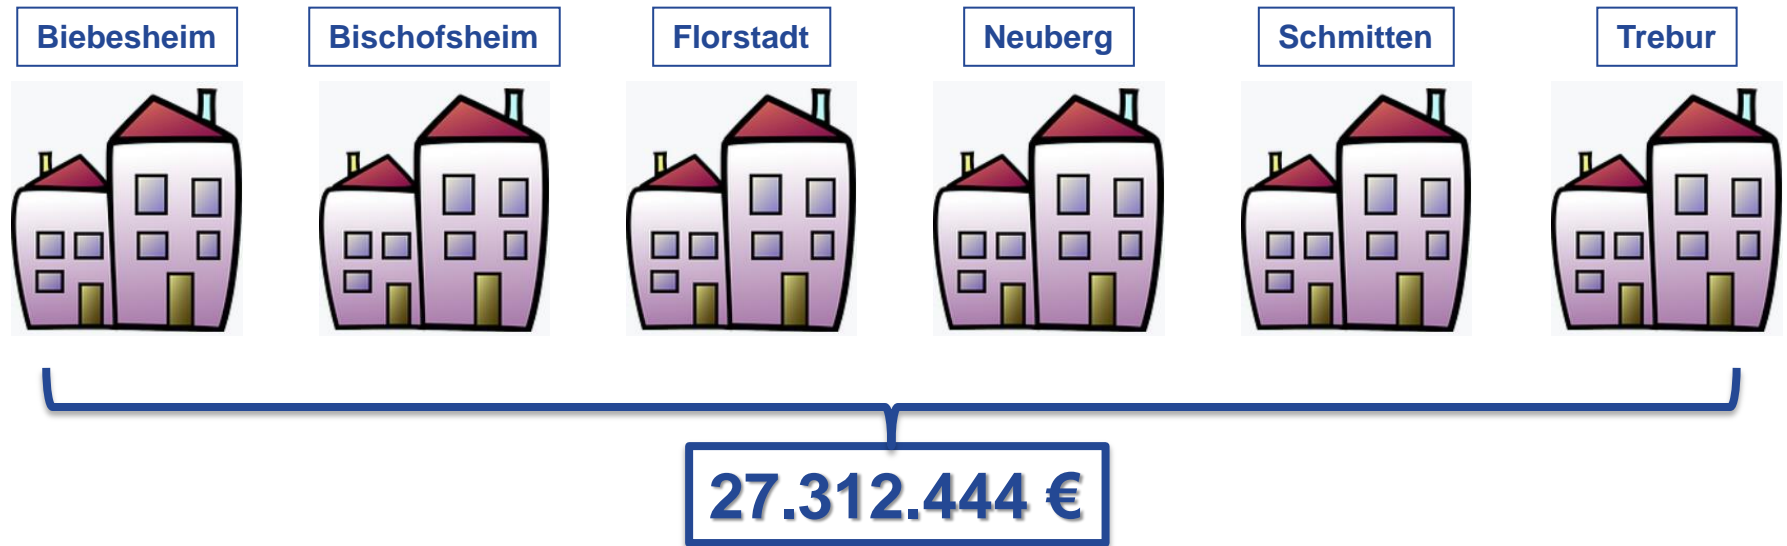 Biebesheim
Bischofsheim
Florstadt
Neuberg
Schmitten
Trebur
27.312.444 €